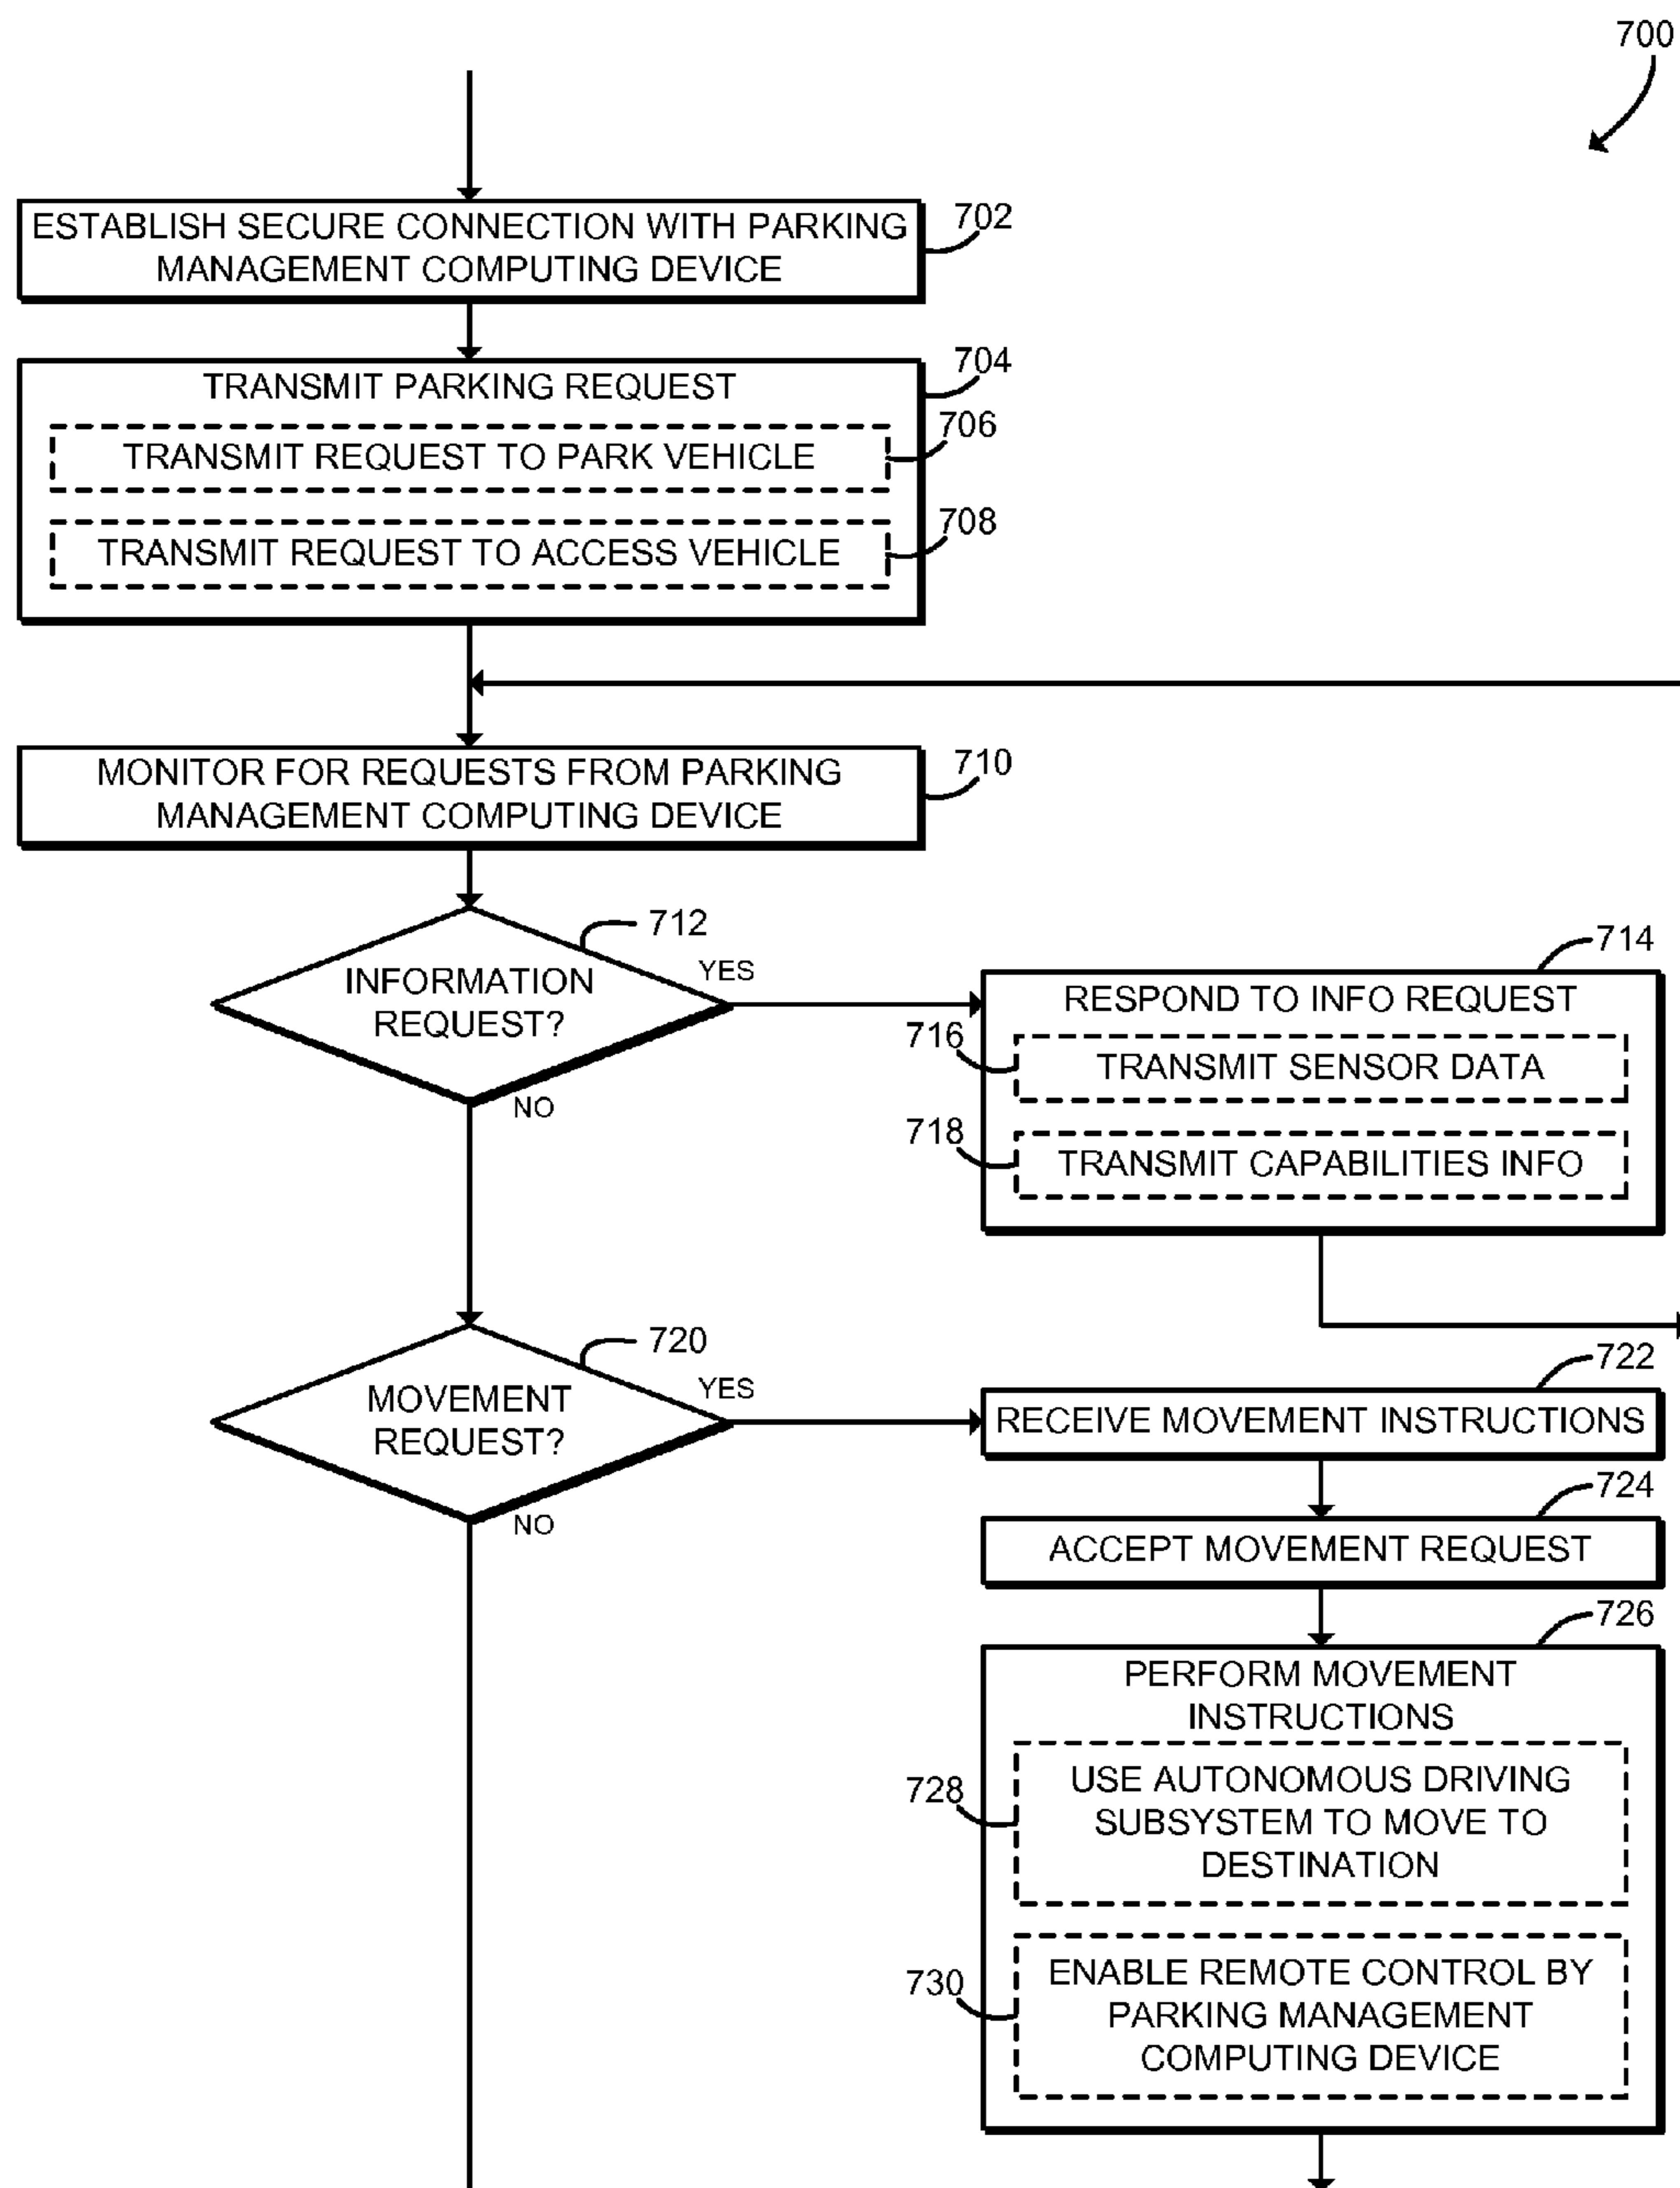 700
ESTABLISH SECURE CONNECTION WITH PARKING
MANAGEMENT COMPUTING DEVICE
702
TRANSMIT PARKING REQUEST
704
TRANSMIT REQUEST TO PARK VEHICLE
706
TRANSMIT REQUEST TO ACCESS VEHICLE
708
MONITOR FOR REQUESTS FROM PARKING
MANAGEMENT COMPUTING DEVICE
710
INFORMATION
REQUEST?
712
YES
NO
RESPOND TO INFO REQUEST
714
716
TRANSMIT SENSOR DATA
718
TRANSMIT CAPABILITIES INFO
MOVEMENT
REQUEST?
720
YES
NO
722
RECEIVE MOVEMENT INSTRUCTIONS
724
ACCEPT MOVEMENT REQUEST
726
PERFORM MOVEMENT
INSTRUCTIONS
728
USE AUTONOMOUS DRIVING
SUBSYSTEM TO MOVE TO
DESTINATION
730
ENABLE REMOTE CONTROL BY
PARKING MANAGEMENT
COMPUTING DEVICE